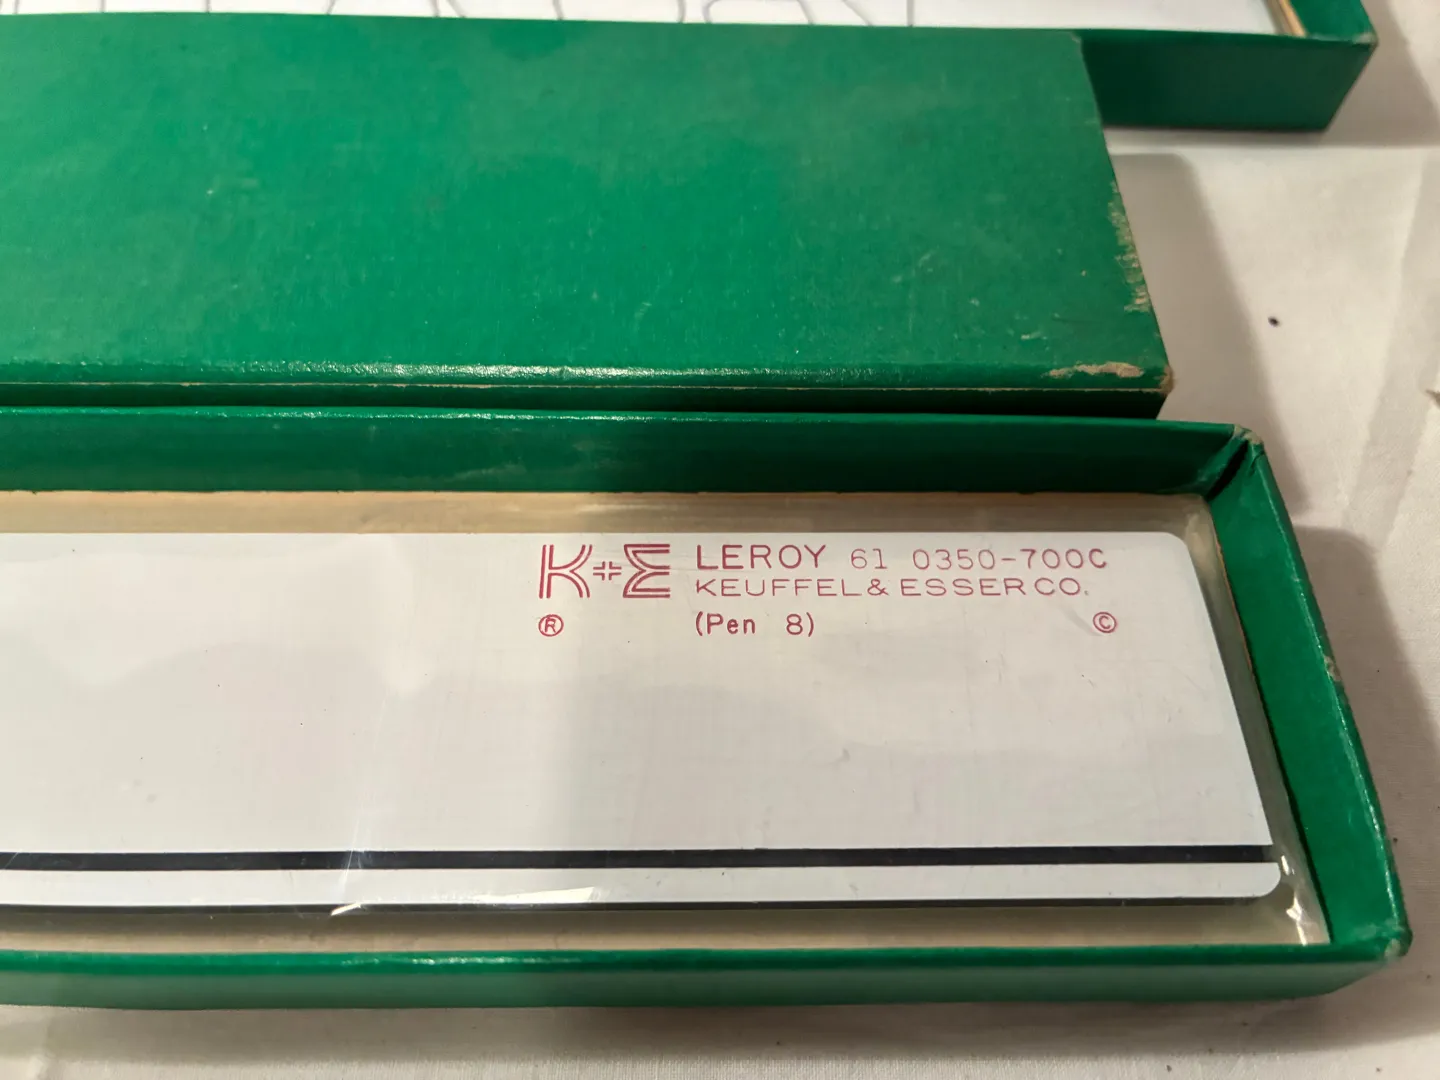 K+E LEROY 61 0350-700C
KEUFFEL & ESSER CO.
® (Pen 8) ©